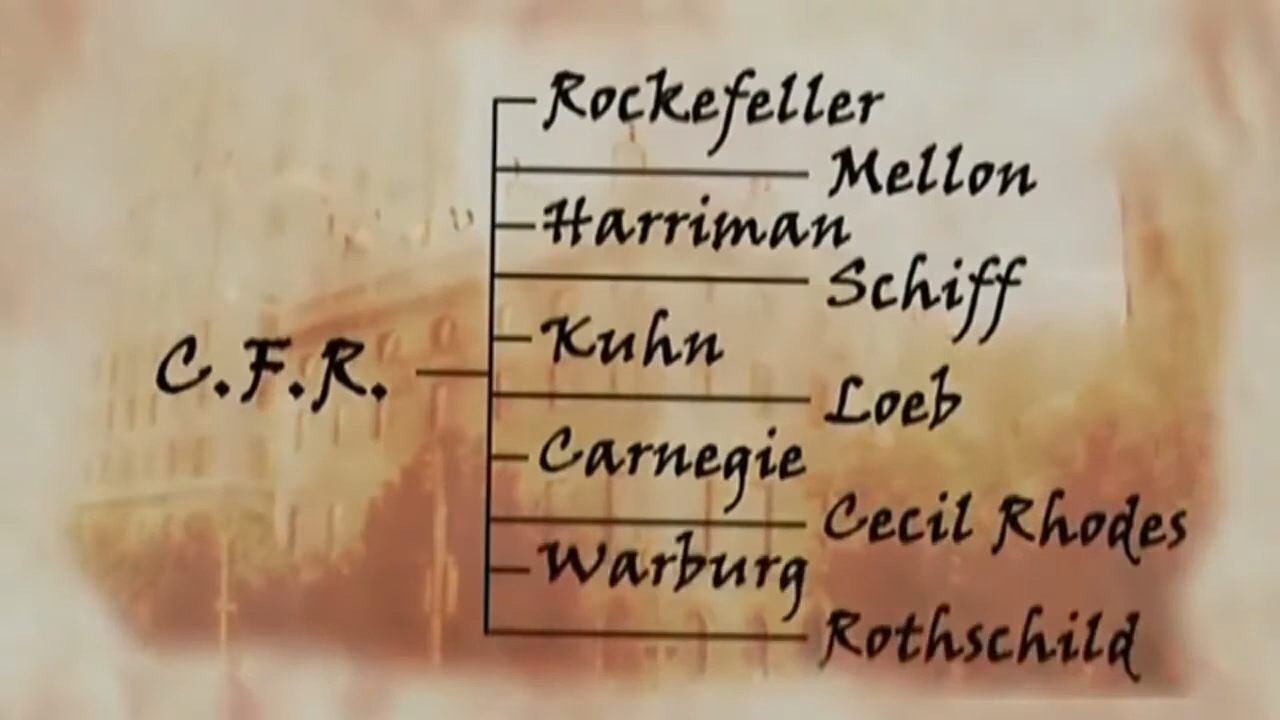 Rockefeller
Mellon
Harriman
Schiff
Kuhn
C.F.R.
Loeb
Carnegie
Cecil Rhodes
Warburg
Rothschild